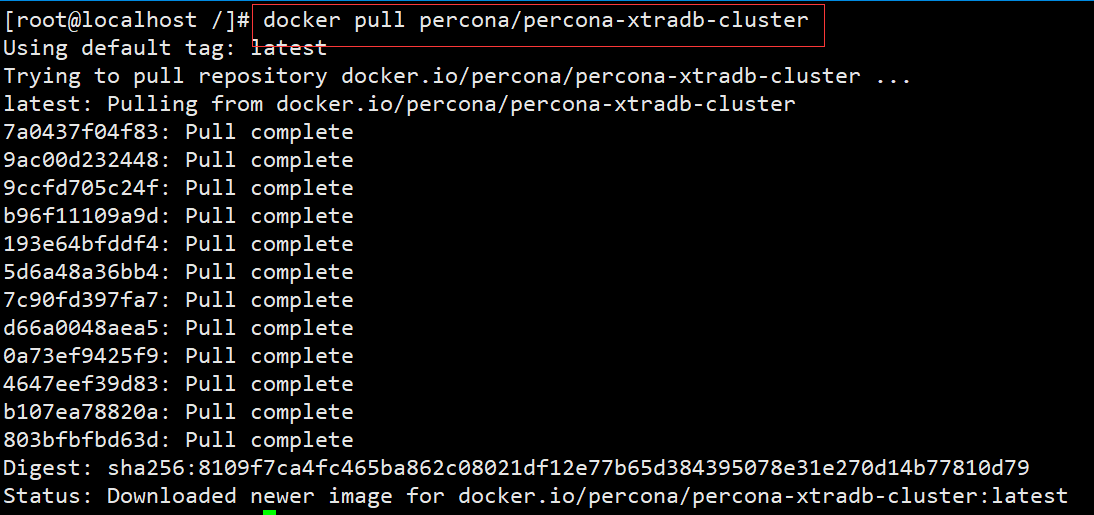 [root@localhost /]# docker pull percona/percona-xtradb-cluster
Using default tag: latest
Trying to pull repository docker.io/percona/percona-xtradb-cluster ...
latest: Pulling from docker.io/percona/percona-xtradb-cluster
7a0437f04f83: Pull complete
9ac00d232448: Pull complete
9ccfd705c24f: Pull complete
b96f11109a9d: Pull complete
193e64bfddf4: Pull complete
5d6a48a36bb4: Pull complete
7c90fd397fa7: Pull complete
d66a0048aea5: Pull complete
0a73ef9425f9: Pull complete
4647eef39d83: Pull complete
b107ea78820a: Pull complete
803bfbfbd63d: Pull complete
Digest: sha256:8109f7ca4fc465ba862c08021df12e77b65d384395078e31e270d14b77810d79
Status: Downloaded newer image for docker.io/percona/percona-xtradb-cluster:latest